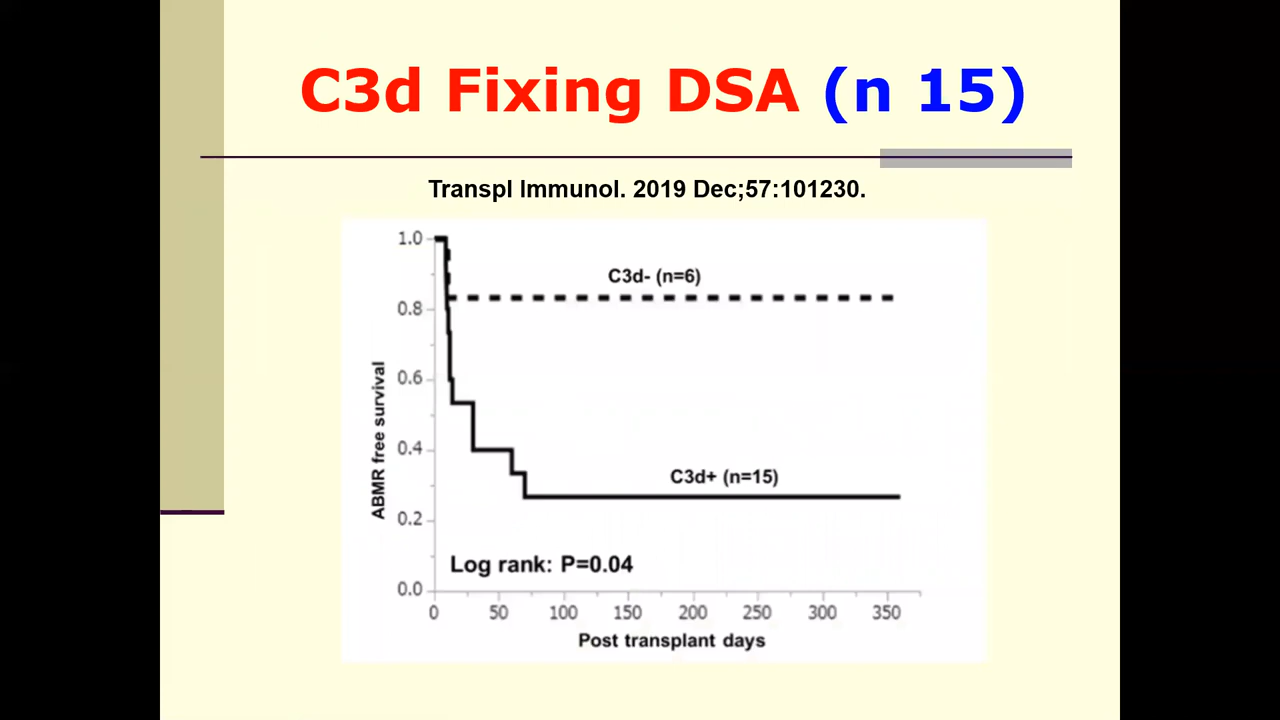 C3d Fixing DSA (n 15)
Transpl Immunol. 2019 Dec;57:101230.
1.0
0.8
0.6
0.4
0.2
0.0
ABMR free survival
C3d- (n=6)
C3d+ (n=15)
Log rank: P=0.04
0 50 100 150 200 250 300 350
Post transplant days